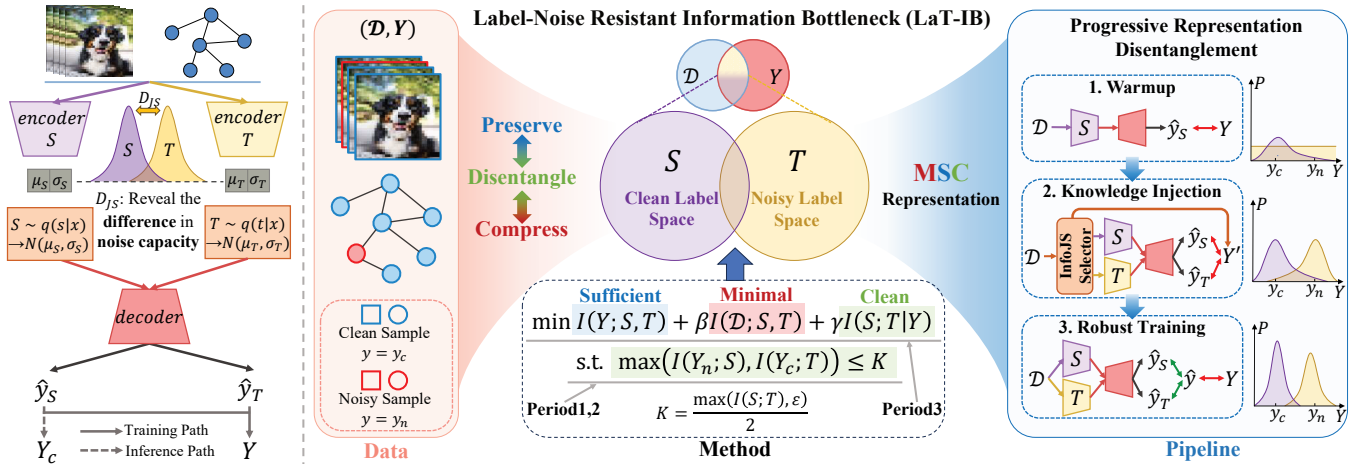 encoder
S
D_JS
S
T
encoder
T
μ_S σ_S
μ_T σ_T
D_JS: Reveal the
difference in
noise capacity
S ~ q(s|x)
→N(μ_S, σ_S)
T ~ q(t|x)
→N(μ_T, σ_T)
decoder
ŷ_S
ŷ_T
Training Path
Inference Path
Y_c
Y
(𝒟, Y)
Clean Sample
y = y_c
Noisy Sample
y = y_n
Data
Label-Noise Resistant Information Bottleneck (LaT-IB)
𝒟
Y
Preserve
Disentangle
Compress
S
Clean Label
Space
T
Noisy Label
Space
MSC
Representation
Sufficient
Minimal
Clean
min I(Y; S, T) + βI(𝒟; S, T) + γI(S; T|Y)
s.t. max(I(Y_n; S), I(Y_c; T)) ≤ K
Period1,2
K = max(I(S; T), ε) / 2
Period3
Method
Progressive Representation
Disentanglement
1. Warmup
𝒟
S
ŷ_S
Y
P
y_c
y_n
Y
2. Knowledge Injection
𝒟
InfoJS
Selector
S
T
ŷ_S
ŷ_T
Y'
P
y_c
y_n
Y
3. Robust Training
𝒟
S
T
ŷ_S
ŷ_T
ŷ
Y
P
y_c
y_n
Y
Pipeline